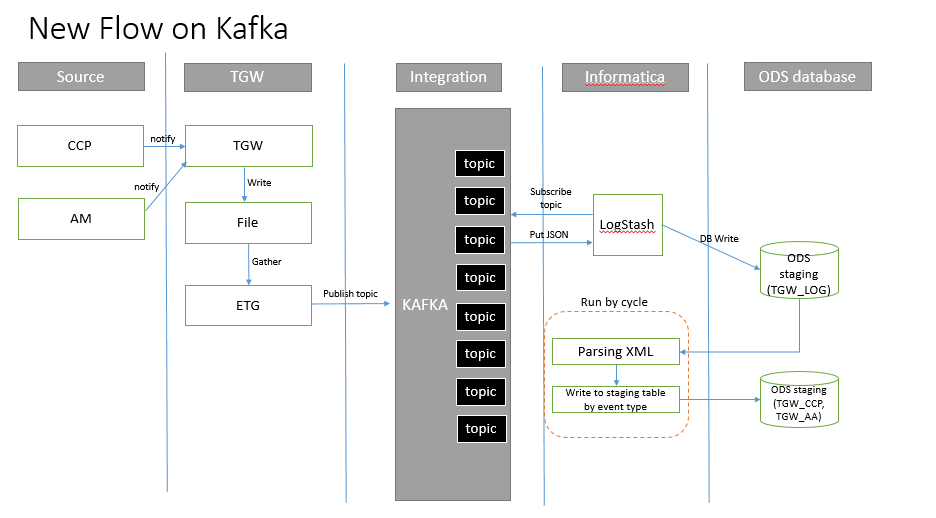 New Flow on Kafka
Source
TGW
Integration
Informatica
ODS database
CCP
notify
TGW
AM
notify
Write
File
Gather
ETG
Publish topic
KAFKA
topic
topic
topic
topic
topic
topic
topic
topic
Subscribe
topic
Put JSON
LogStash
DB Write
ODS
staging
(TGW_LOG)
Run by cycle
Parsing XML
Write to staging table
by event type
ODS staging
(TGW_CCP,
TGW_AA)